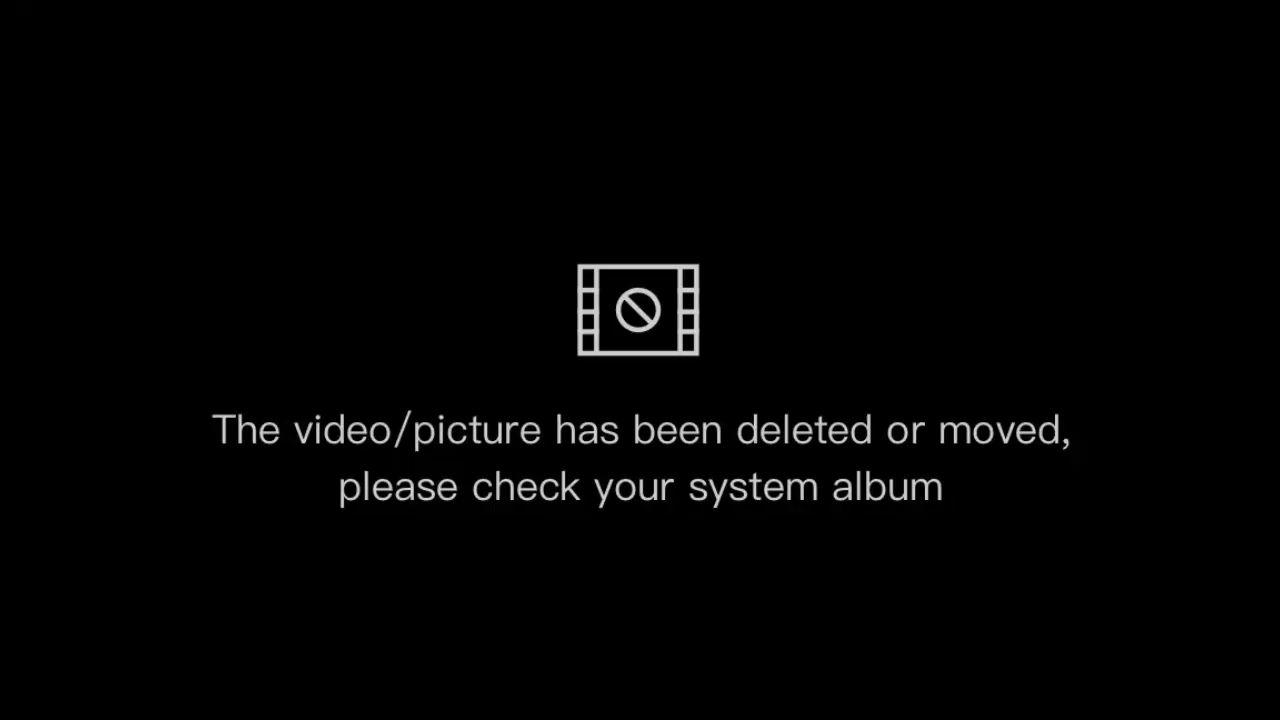 The video/picture has been deleted or moved,
please check your system album